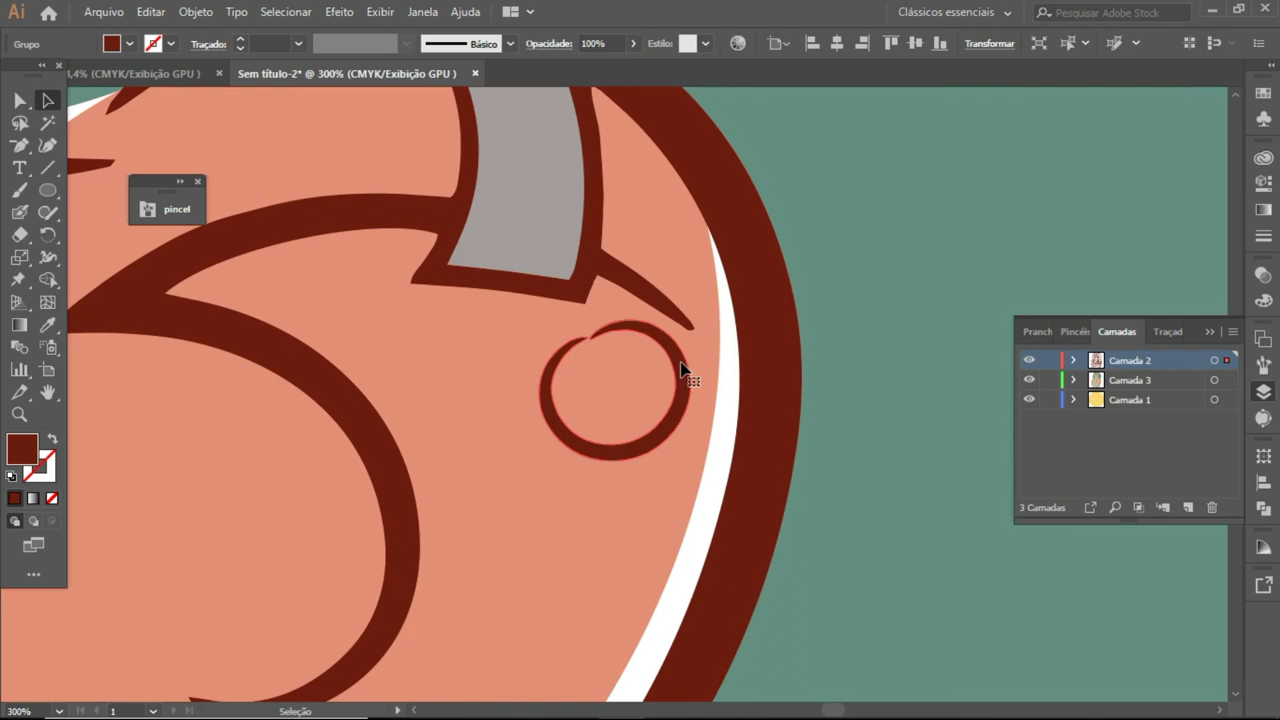 Ai Arquivo Editar Objeto Tipo Selecionar Efeito Exibir Janela Ajuda Clássicos essenciais Pesquisar Adobe Stock
Grupo Traçado: Básico Opacidade: 100% Estilo: Transformar
,4% (CMYK/Exibição GPU ) × Sem título-2* @ 300% (CMYK/Exibição GPU ) ×
pincel
Pranch Pincéis Camadas Traçad
Camada 2
Camada 3
Camada 1
3 Camadas
300% 1 Seleção